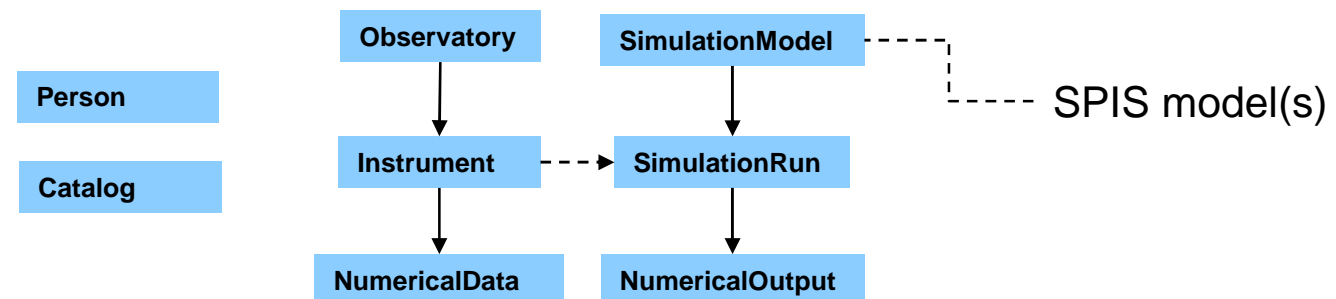 Observatory
SimulationModel
Person
SPIS model(s)
Instrument
SimulationRun
Catalog
NumericalData
NumericalOutput